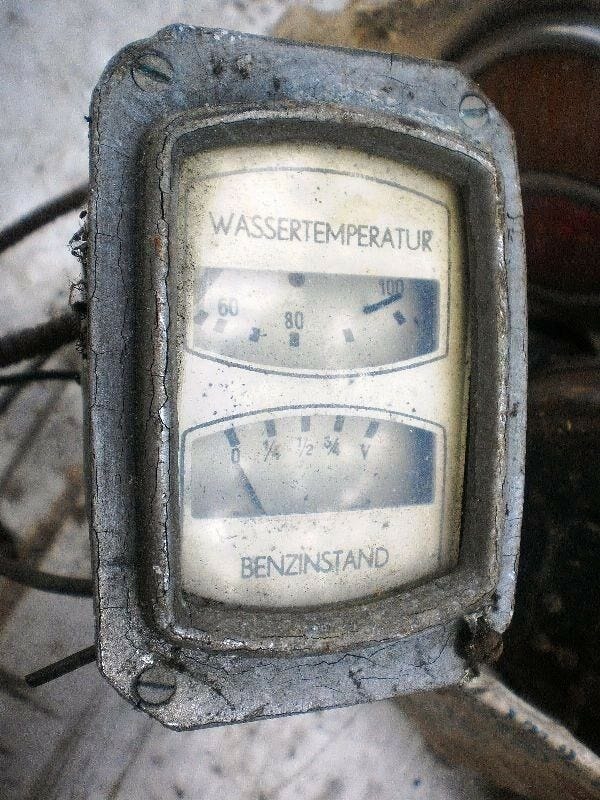 WASSERTEMPERATUR
60 80 100
0 ¼ ½ ¾ V
BENZINSTAND